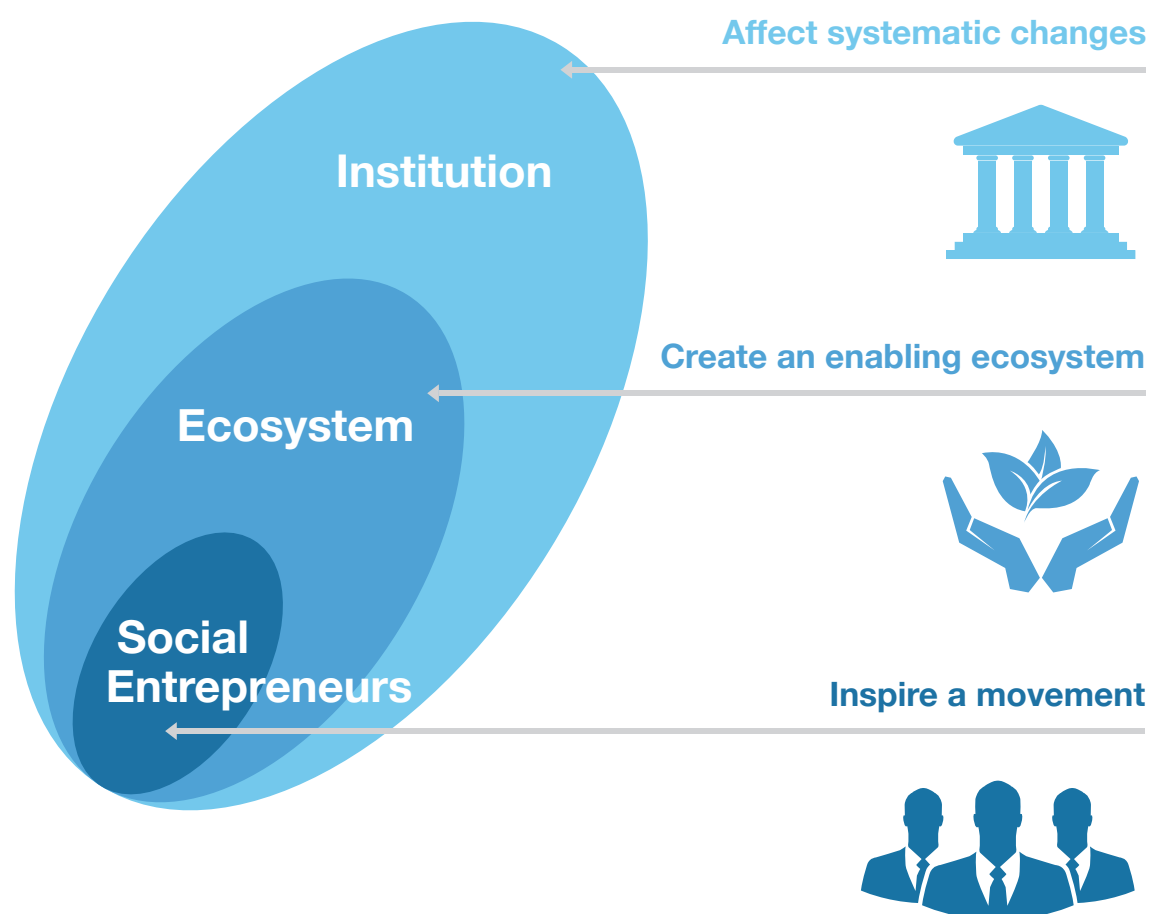 Affect systematic changes
Institution
Create an enabling ecosystem
Ecosystem
Social
Entrepreneurs
Inspire a movement